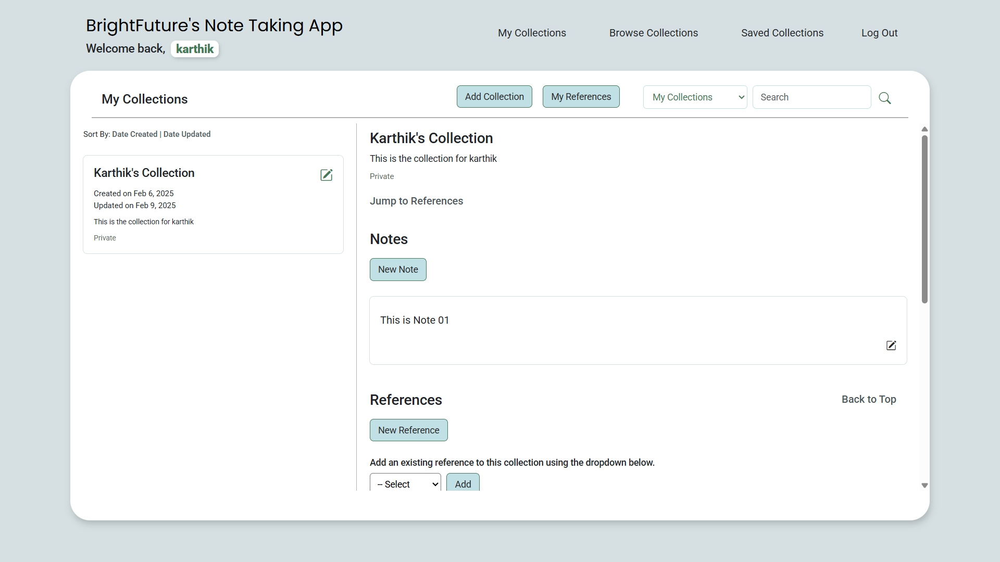 BrightFuture's Note Taking App
Welcome back, karthik
My Collections
Browse Collections
Saved Collections
Log Out
My Collections
Add Collection
My References
My Collections
Search
Sort By: Date Created | Date Updated
Karthik's Collection
Created on Feb 6, 2025
Updated on Feb 9, 2025
This is the collection for karthik
Private
Karthik's Collection
This is the collection for karthik
Private
Jump to References
Notes
New Note
This is Note 01
References
Back to Top
New Reference
Add an existing reference to this collection using the dropdown below.
-- Select
Add